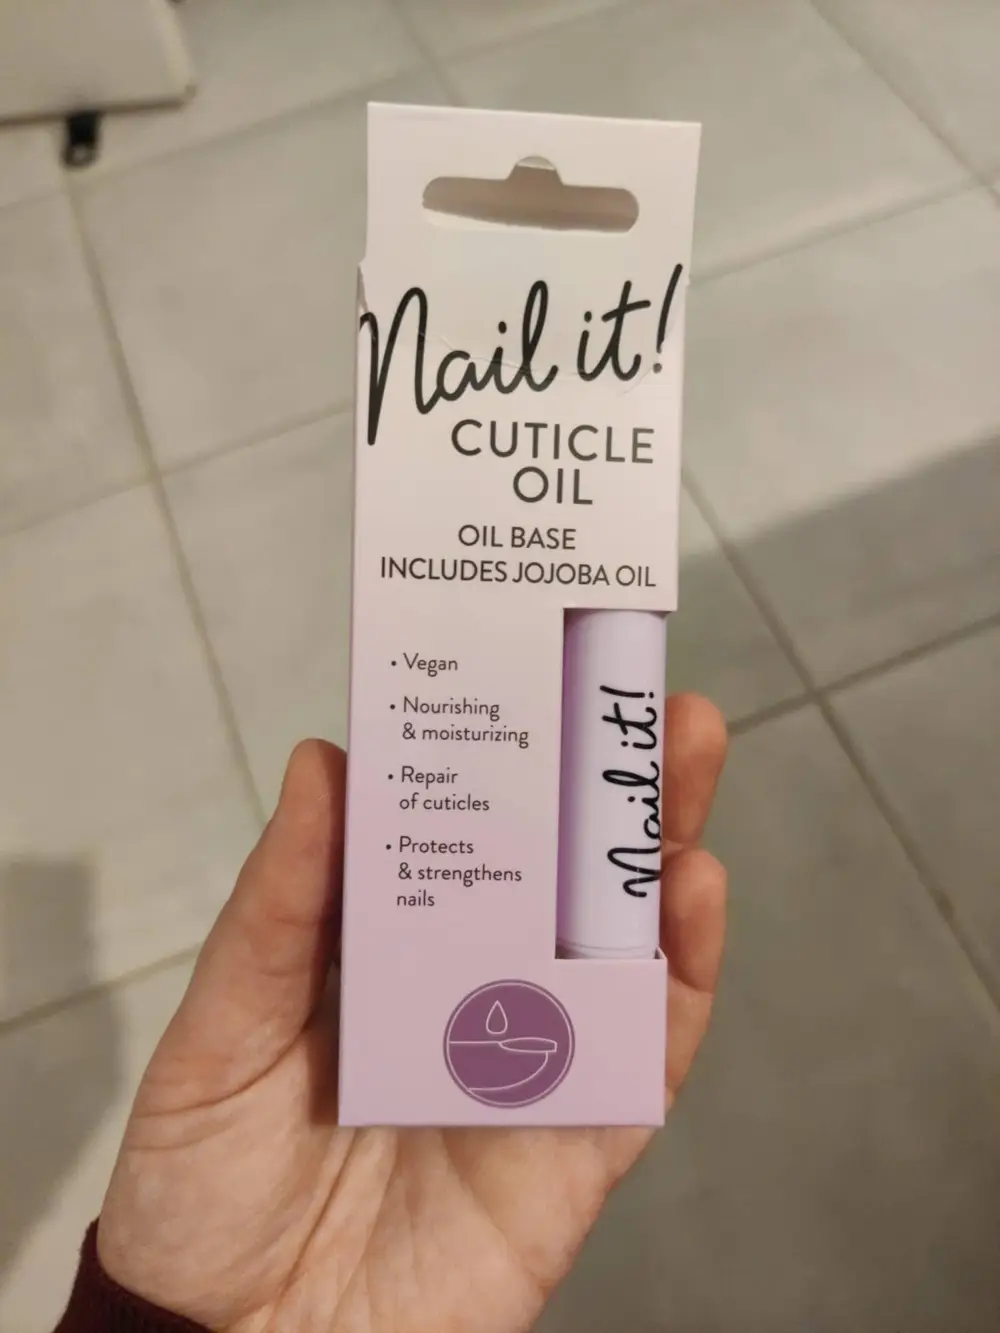 Nail it!
CUTICLE
OIL
OIL BASE
INCLUDES JOJOBA OIL
• Vegan
• Nourishing
& moisturizing
• Repair
of cuticles
• Protects
& strengthens
nails
Nail it!